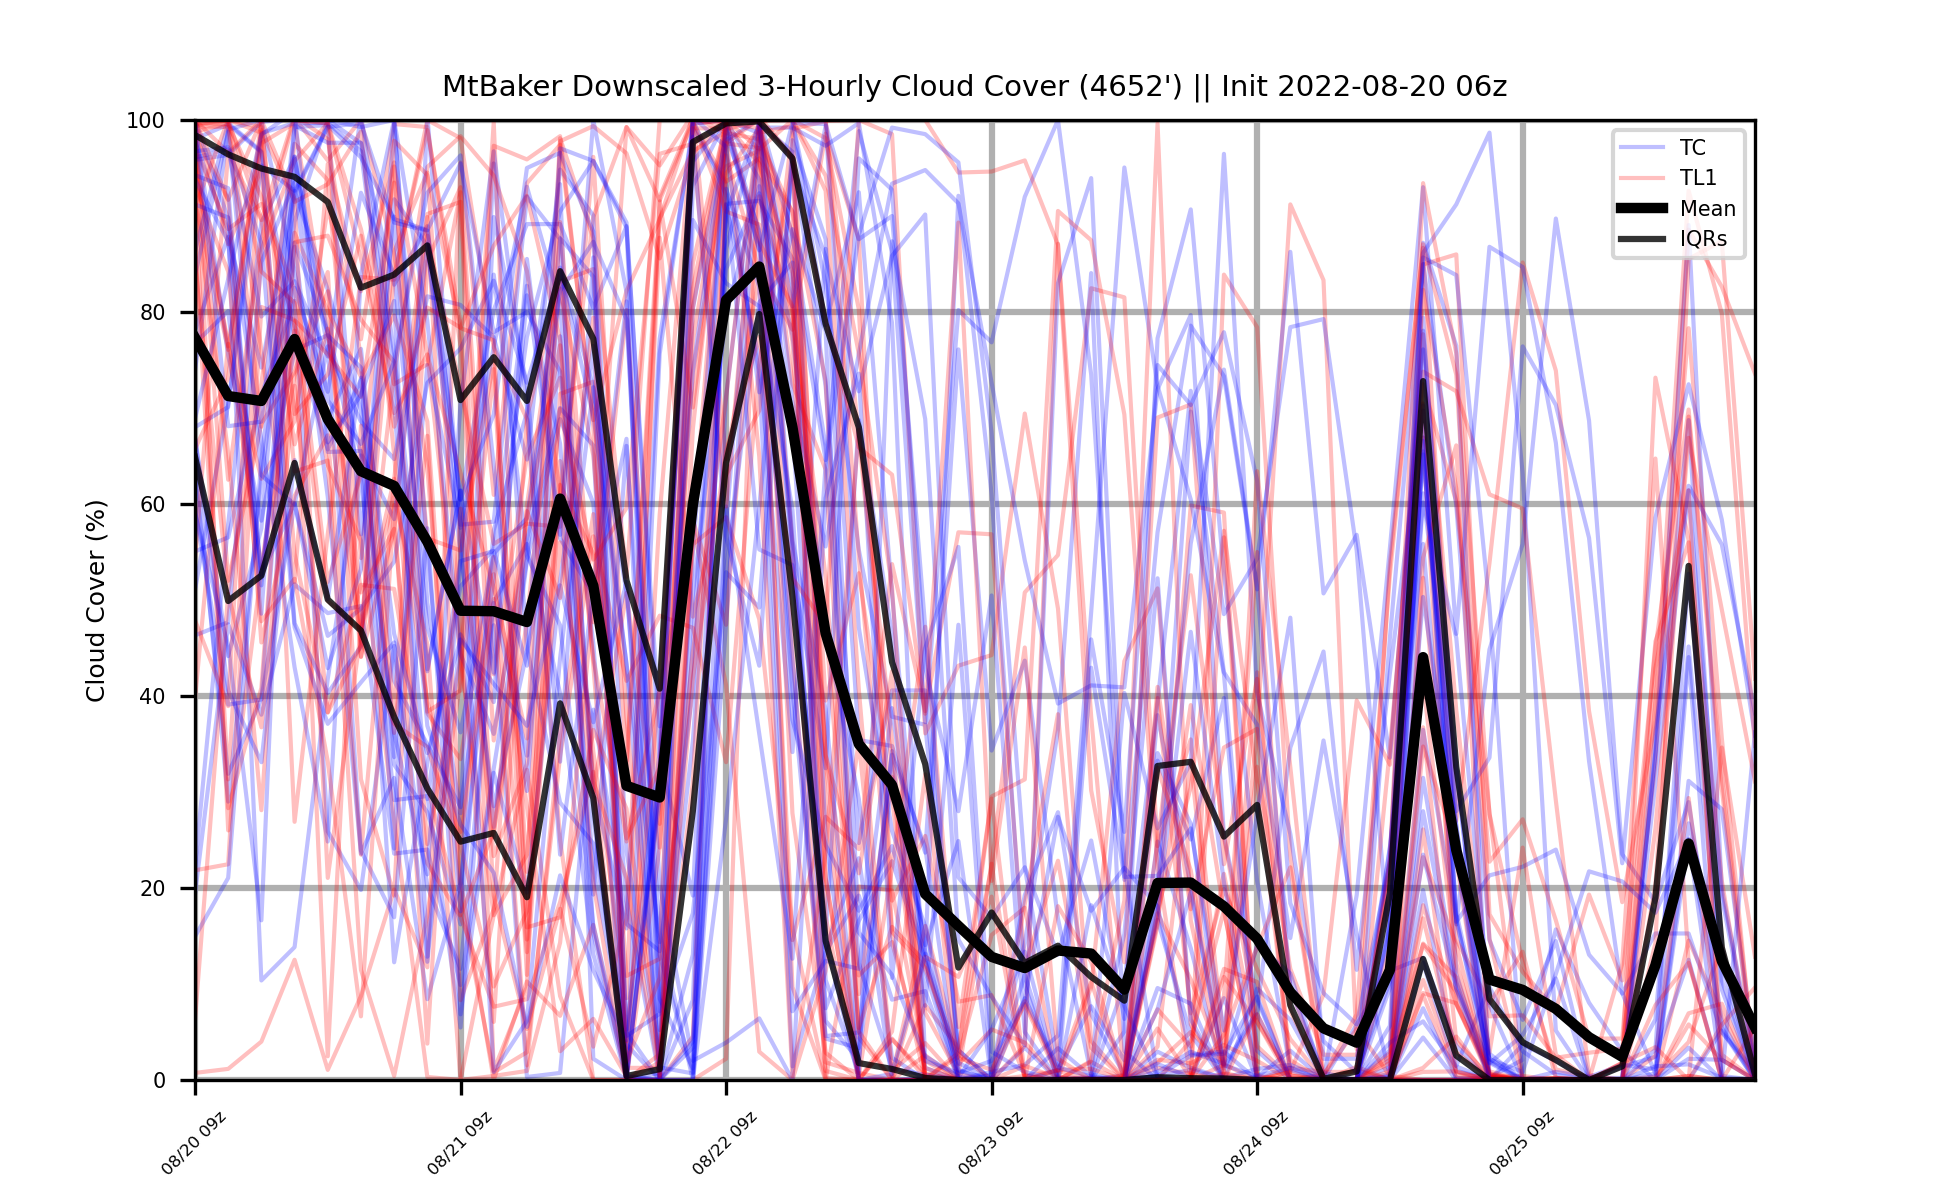 MtBaker Downscaled 3-Hourly Cloud Cover (4652') || Init 2022-08-20 06z
100
80
60
40
20
0
Cloud Cover (%)
TC
TL1
Mean
IQRs
08/20 09z
08/21 09z
08/22 09z
08/23 09z
08/24 09z
08/25 09z